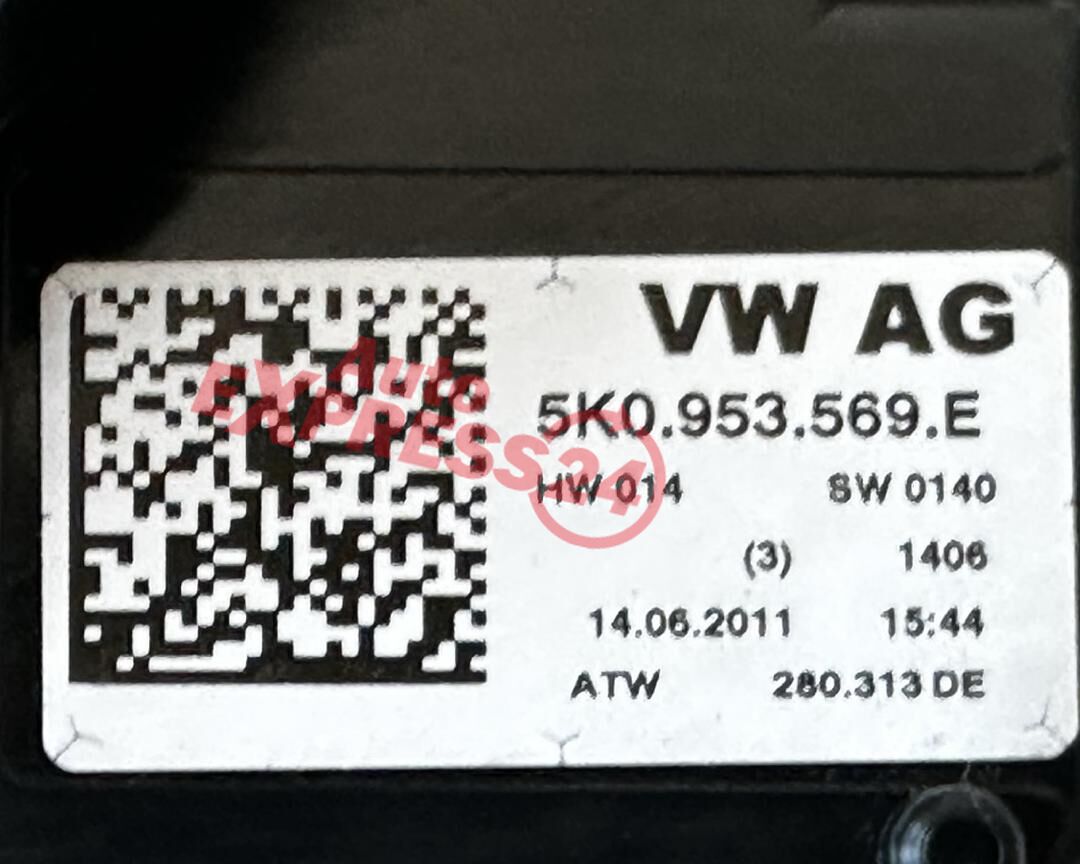 VW AG
5K0.953.569.E
HW 014 SW 0140
(3) 1406
14.06.2011 15:44
ATW 280.313 DE
Auto
EXPRESS24